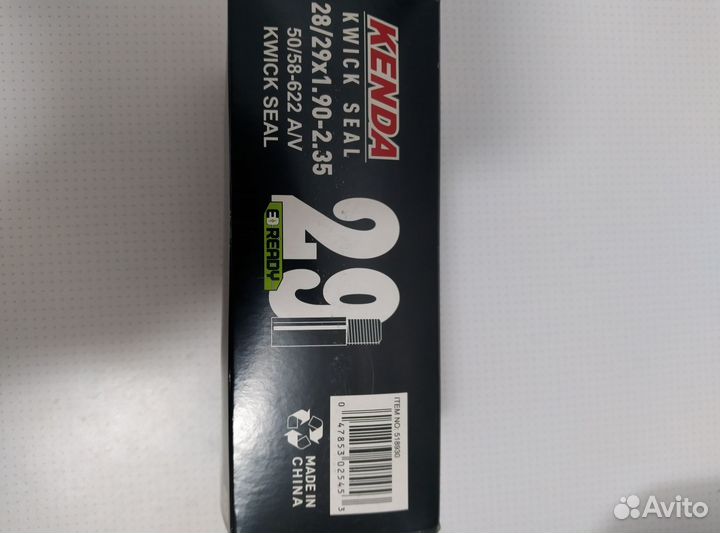 KENDA
KWICK SEAL
28/29x1.90-2.35
50/58-622 A/V
KWICK SEAL
29
E READY
ITEM NO: 518930
0 47853 02545 3
MADE IN
CHINA
Avito